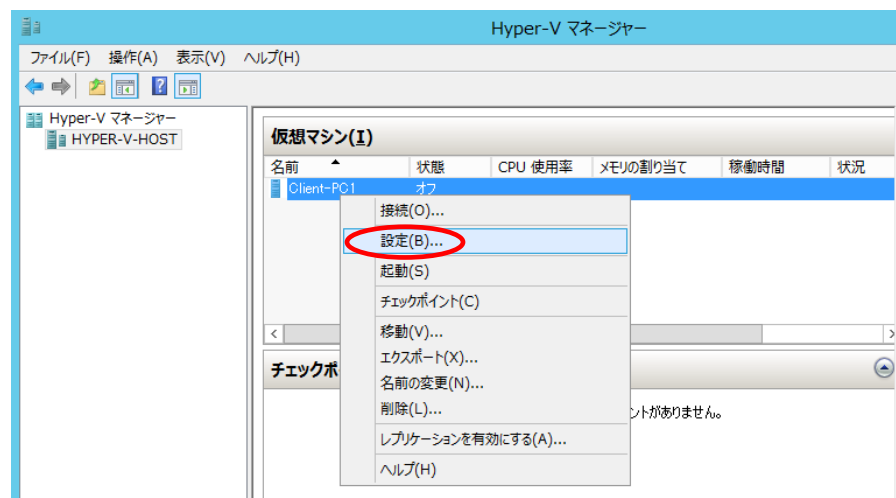 Hyper-V マネージャー
ファイル(F) 操作(A) 表示(V) ヘルプ(H)
Hyper-V マネージャー
HYPER-V-HOST
仮想マシン(I)
名前 状態 CPU 使用率 メモリの割り当て 稼働時間 状況
Client-PC1 オフ
接続(O)...
設定(B)...
起動(S)
チェックポイント(C)
移動(V)...
エクスポート(X)...
チェックポ
名前の変更(N)...
削除(L)...
ントがありません。
レプリケーションを有効にする(A)...
ヘルプ(H)